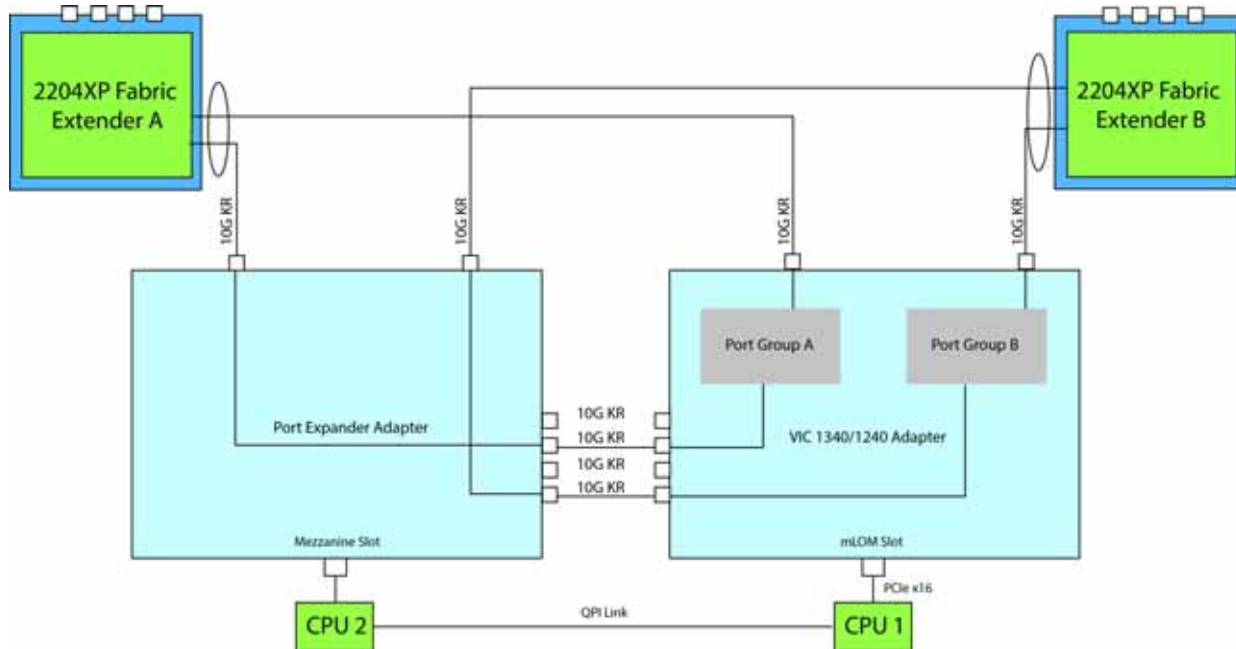 2204XP Fabric
Extender A
2204XP Fabric
Extender B
10G KR
10G KR
10G KR
10G KR
Port Group A
Port Group B
10G KR
Port Expander Adapter
10G KR
VIC 1340/1240 Adapter
10G KR
10G KR
Mezzanine Slot
mLOM Slot
PCIe x16
CPU 2
QPI Link
CPU 1